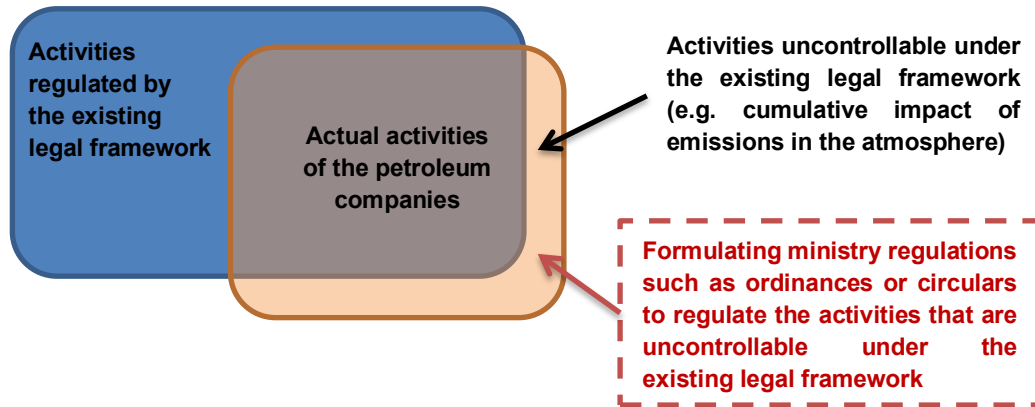 Activities
regulated by
the existing
legal framework
Actual activities
of the petroleum
companies
Activities uncontrollable under
the existing legal framework
(e.g. cumulative impact of
emissions in the atmosphere)
Formulating ministry regulations
such as ordinances or circulars
to regulate the activities that are
uncontrollable under the
existing legal framework